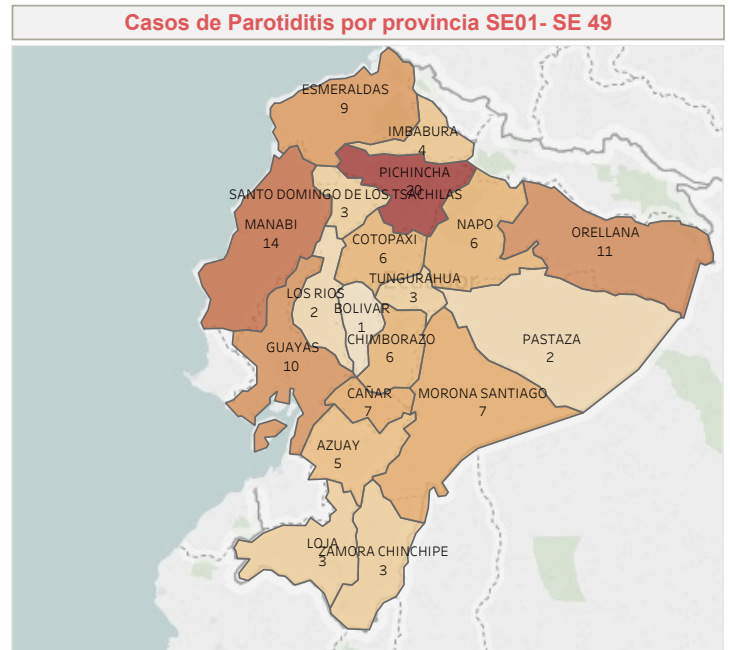 Casos de Parotiditis por provincia SE01- SE 49
ESMERALDAS
9
IMBABURA
4
PICHINCHA
20
SANTO DOMINGO DE LOS TSACHILAS
3
MANABI
14
COTOPAXI
6
NAPO
6
ORELLANA
11
TUNGURAHUA
3
Ecuador
LOS RIOS
2
BOLIVAR
1
CHIMBORAZO
6
PASTAZA
2
GUAYAS
10
CAÑAR
7
MORONA SANTIAGO
7
AZUAY
5
LOJA
3
ZAMORA CHINCHIPE
3